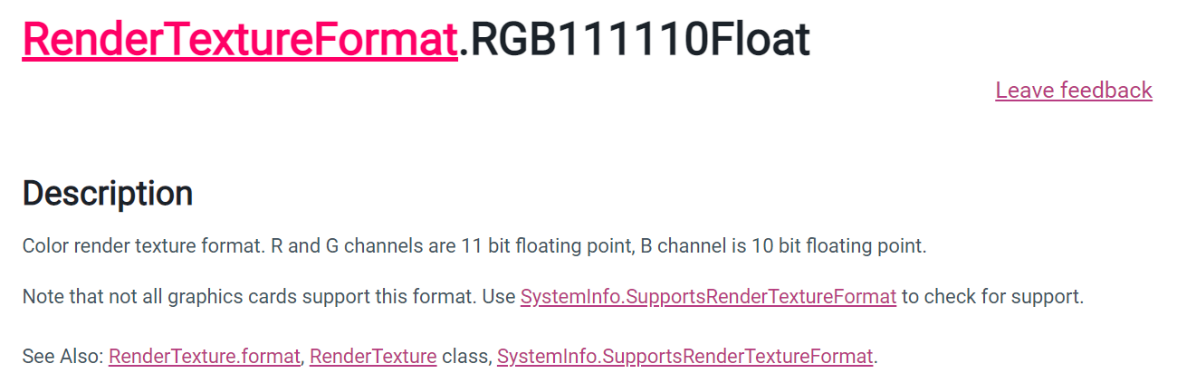 RenderTextureFormat.RGB111110Float
Leave feedback
Description
Color render texture format. R and G channels are 11 bit floating point, B channel is 10 bit floating point.
Note that not all graphics cards support this format. Use SystemInfo.SupportsRenderTextureFormat to check for support.
See Also: RenderTexture.format, RenderTexture class, SystemInfo.SupportsRenderTextureFormat.